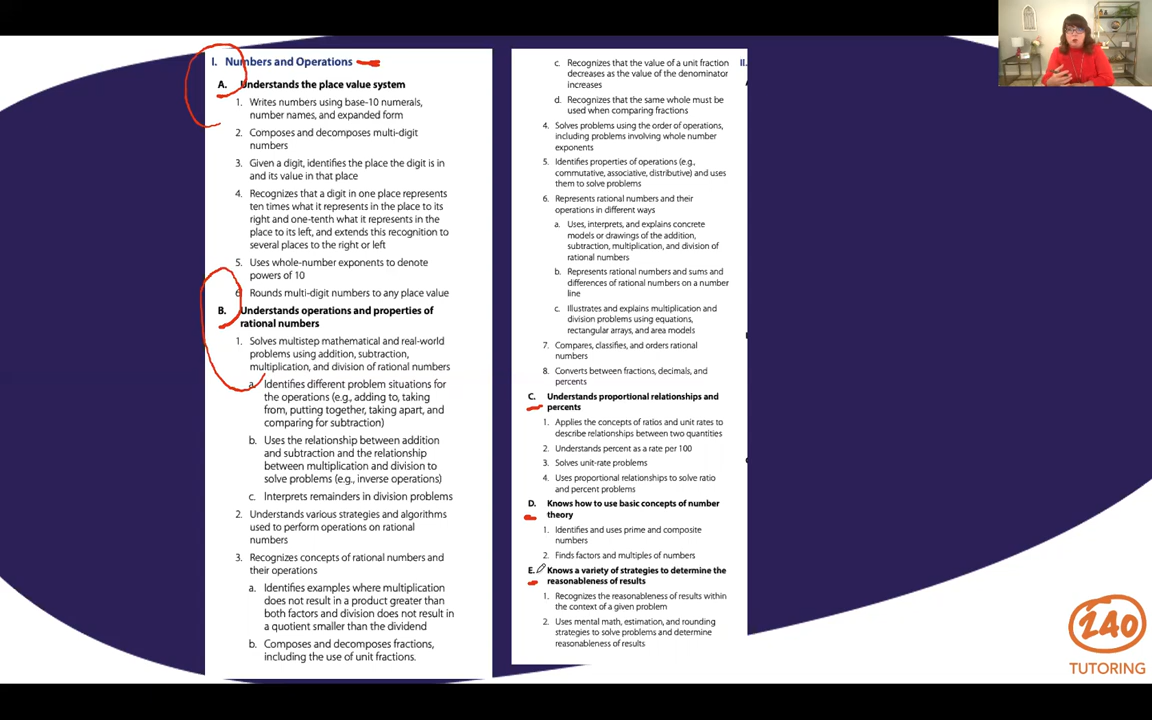 I. Numbers and Operations
A. Understands the place value system
1. Writes numbers using base-10 numerals,
number names, and expanded form
2. Composes and decomposes multi-digit
numbers
3. Given a digit, identifies the place the digit is in
and its value in that place
4. Recognizes that a digit in one place represents
ten times what it represents in the place to its
right and one-tenth what it represents in the
place to its left, and extends this recognition to
several places to the right or left
5. Uses whole-number exponents to denote
powers of 10
6. Rounds multi-digit numbers to any place value
B. Understands operations and properties of
rational numbers
1. Solves multistep mathematical and real-world
problems using addition, subtraction,
multiplication, and division of rational numbers
a. Identifies different problem situations for
the operations (e.g., adding to, taking
from, putting together, taking apart, and
comparing for subtraction)
b. Uses the relationship between addition
and subtraction and the relationship
between multiplication and division to
solve problems (e.g., inverse operations)
c. Interprets remainders in division problems
2. Understands various strategies and algorithms
used to perform operations on rational
numbers
3. Recognizes concepts of rational numbers and
their operations
a. Identifies examples where multiplication
does not result in a product greater than
both factors and division does not result in
a quotient smaller than the dividend
b. Composes and decomposes fractions,
including the use of unit fractions.
c. Recognizes that the value of a unit fraction
decreases as the value of the denominator
increases
d. Recognizes that the same whole must be
used when comparing fractions
4. Solves problems using the order of operations,
including problems involving whole number
exponents
5. Identifies properties of operations (e.g.,
commutative, associative, distributive) and uses
them to solve problems
6. Represents rational numbers and their
operations in different ways
a. Uses, interprets, and explains concrete
models or drawings of the addition,
subtraction, multiplication, and division of
rational numbers
b. Represents rational numbers and sums and
differences of rational numbers on a number
line
c. Illustrates and explains multiplication and
division problems using equations,
rectangular arrays, and area models
7. Compares, classifies, and orders rational
numbers
8. Converts between fractions, decimals, and
percents
C. Understands proportional relationships and
percents
1. Applies the concepts of ratios and unit rates to
describe relationships between two quantities
2. Understands percent as a rate per 100
3. Solves unit-rate problems
4. Uses proportional relationships to solve ratio
and percent problems
D. Knows how to use basic concepts of number
theory
1. Identifies and uses prime and composite
numbers
2. Finds factors and multiples of numbers
E. Knows a variety of strategies to determine the
reasonableness of results
1. Recognizes the reasonableness of results within
the context of a given problem
2. Uses mental math, estimation, and rounding
strategies to solve problems and determine
reasonableness of results
II.
240
TUTORING